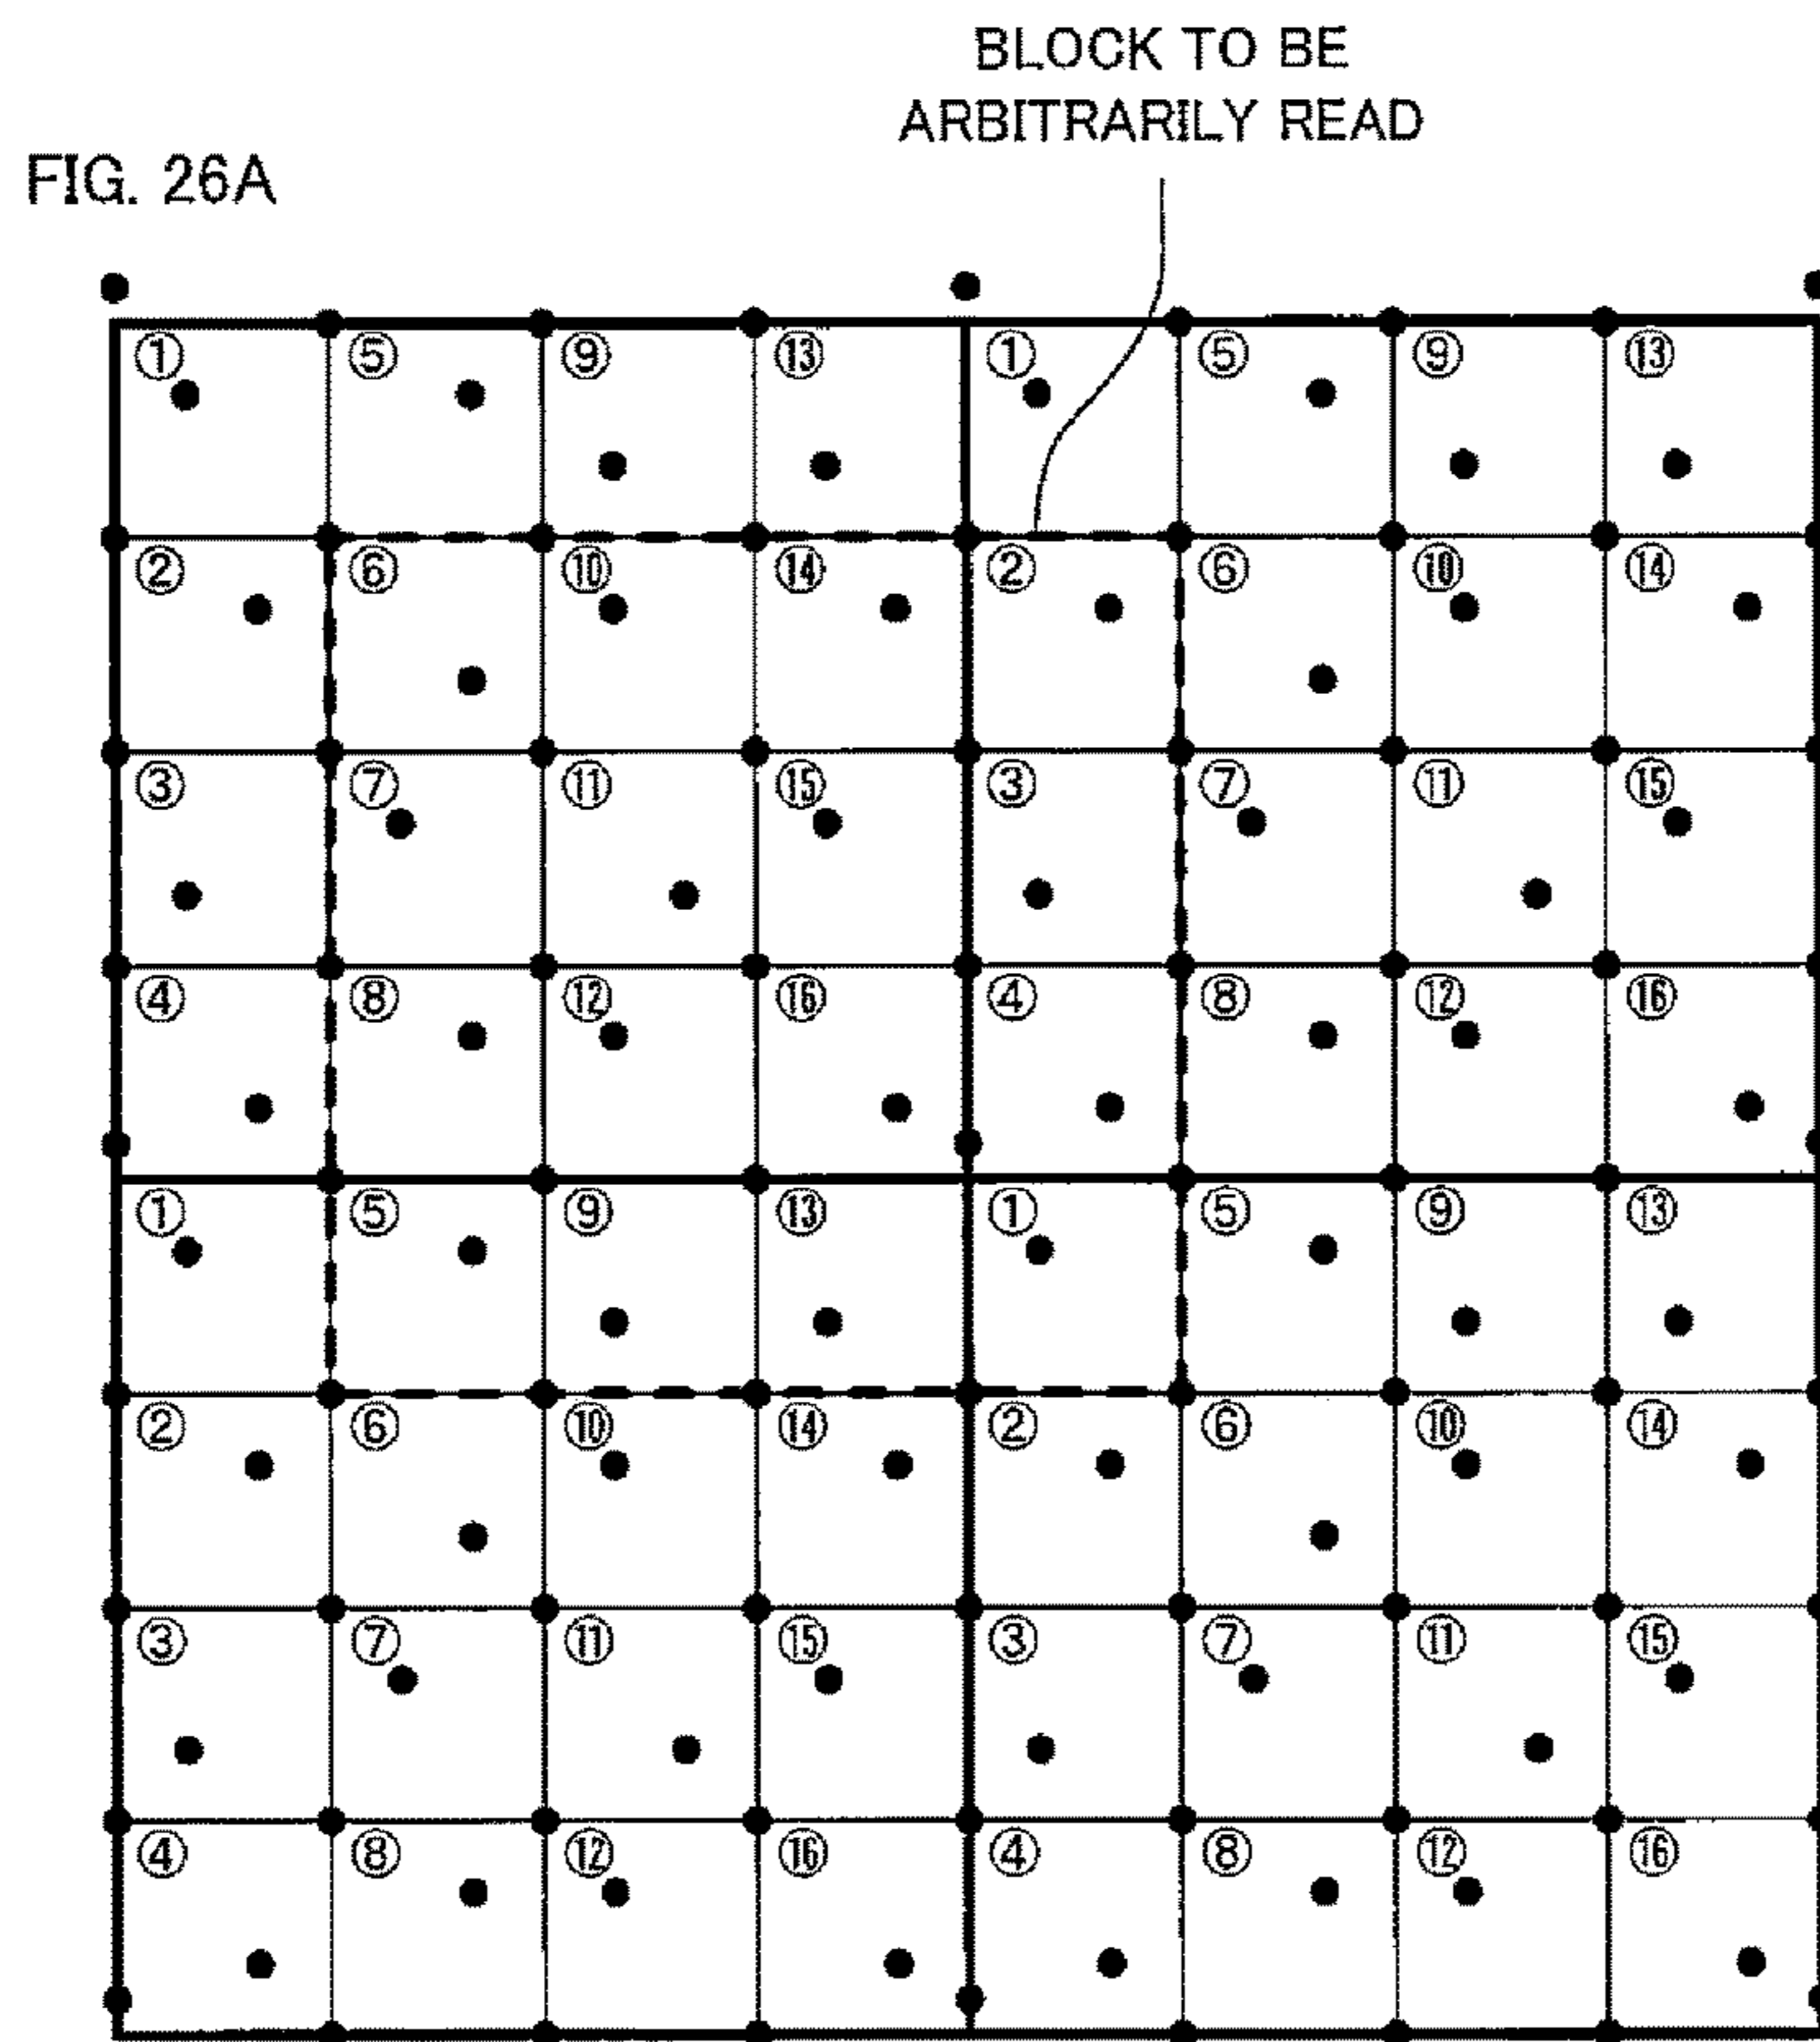 BLOCK TO BE
ARBITRARILY READ
FIG. 26A
① ⑤ ⑨ ⑬ ① ⑤ ⑨ ⑬
② ⑥ ⑩ ⑭ ② ⑥ ⑩ ⑭
③ ⑦ ⑪ ⑮ ③ ⑦ ⑪ ⑮
④ ⑧ ⑫ ⑯ ④ ⑧ ⑫ ⑯
① ⑤ ⑨ ⑬ ① ⑤ ⑨ ⑬
② ⑥ ⑩ ⑭ ② ⑥ ⑩ ⑭
③ ⑦ ⑪ ⑮ ③ ⑦ ⑪ ⑮
④ ⑧ ⑫ ⑯ ④ ⑧ ⑫ ⑯